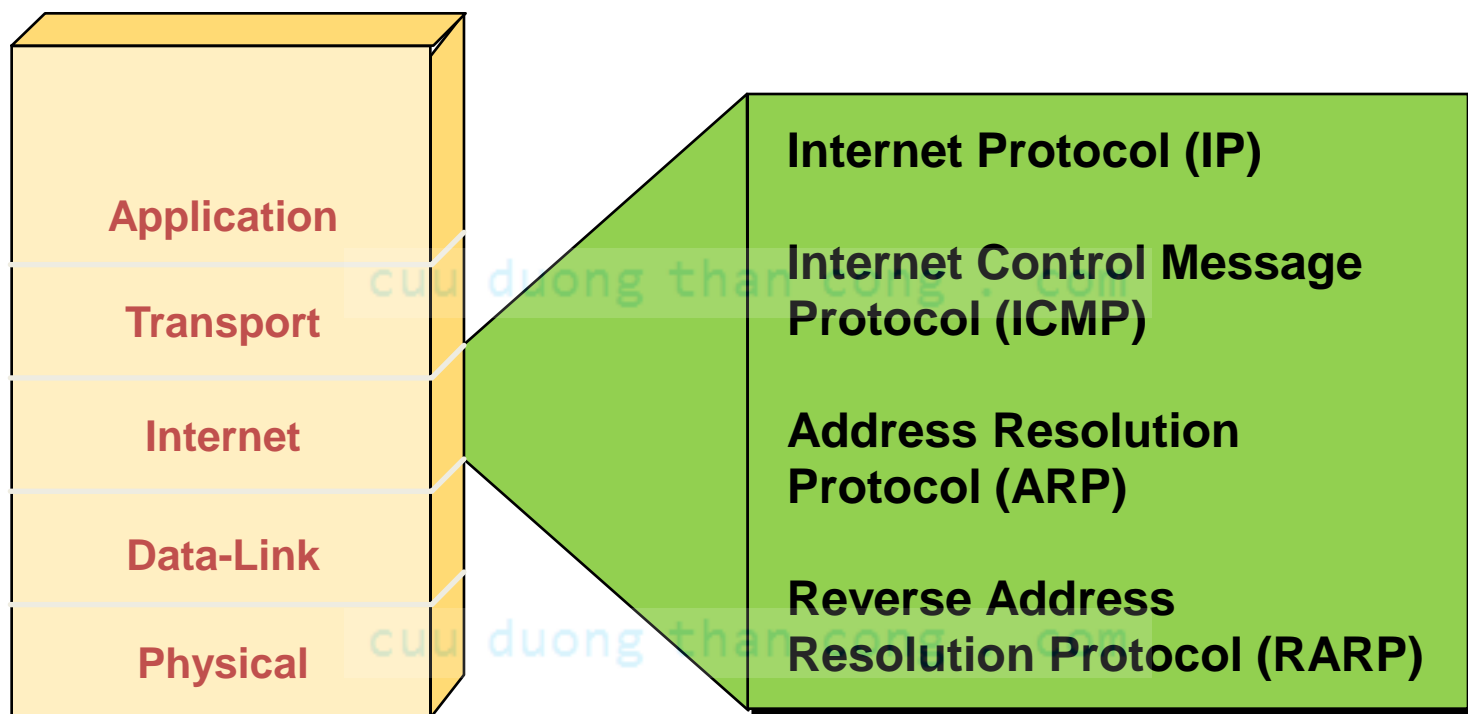 Application
Transport
Internet
Data-Link
Physical
Internet Protocol (IP)
Internet Control Message
Protocol (ICMP)
Address Resolution
Protocol (ARP)
Reverse Address
Resolution Protocol (RARP)
cuu duong than cong . com
cuu duong than cong . com